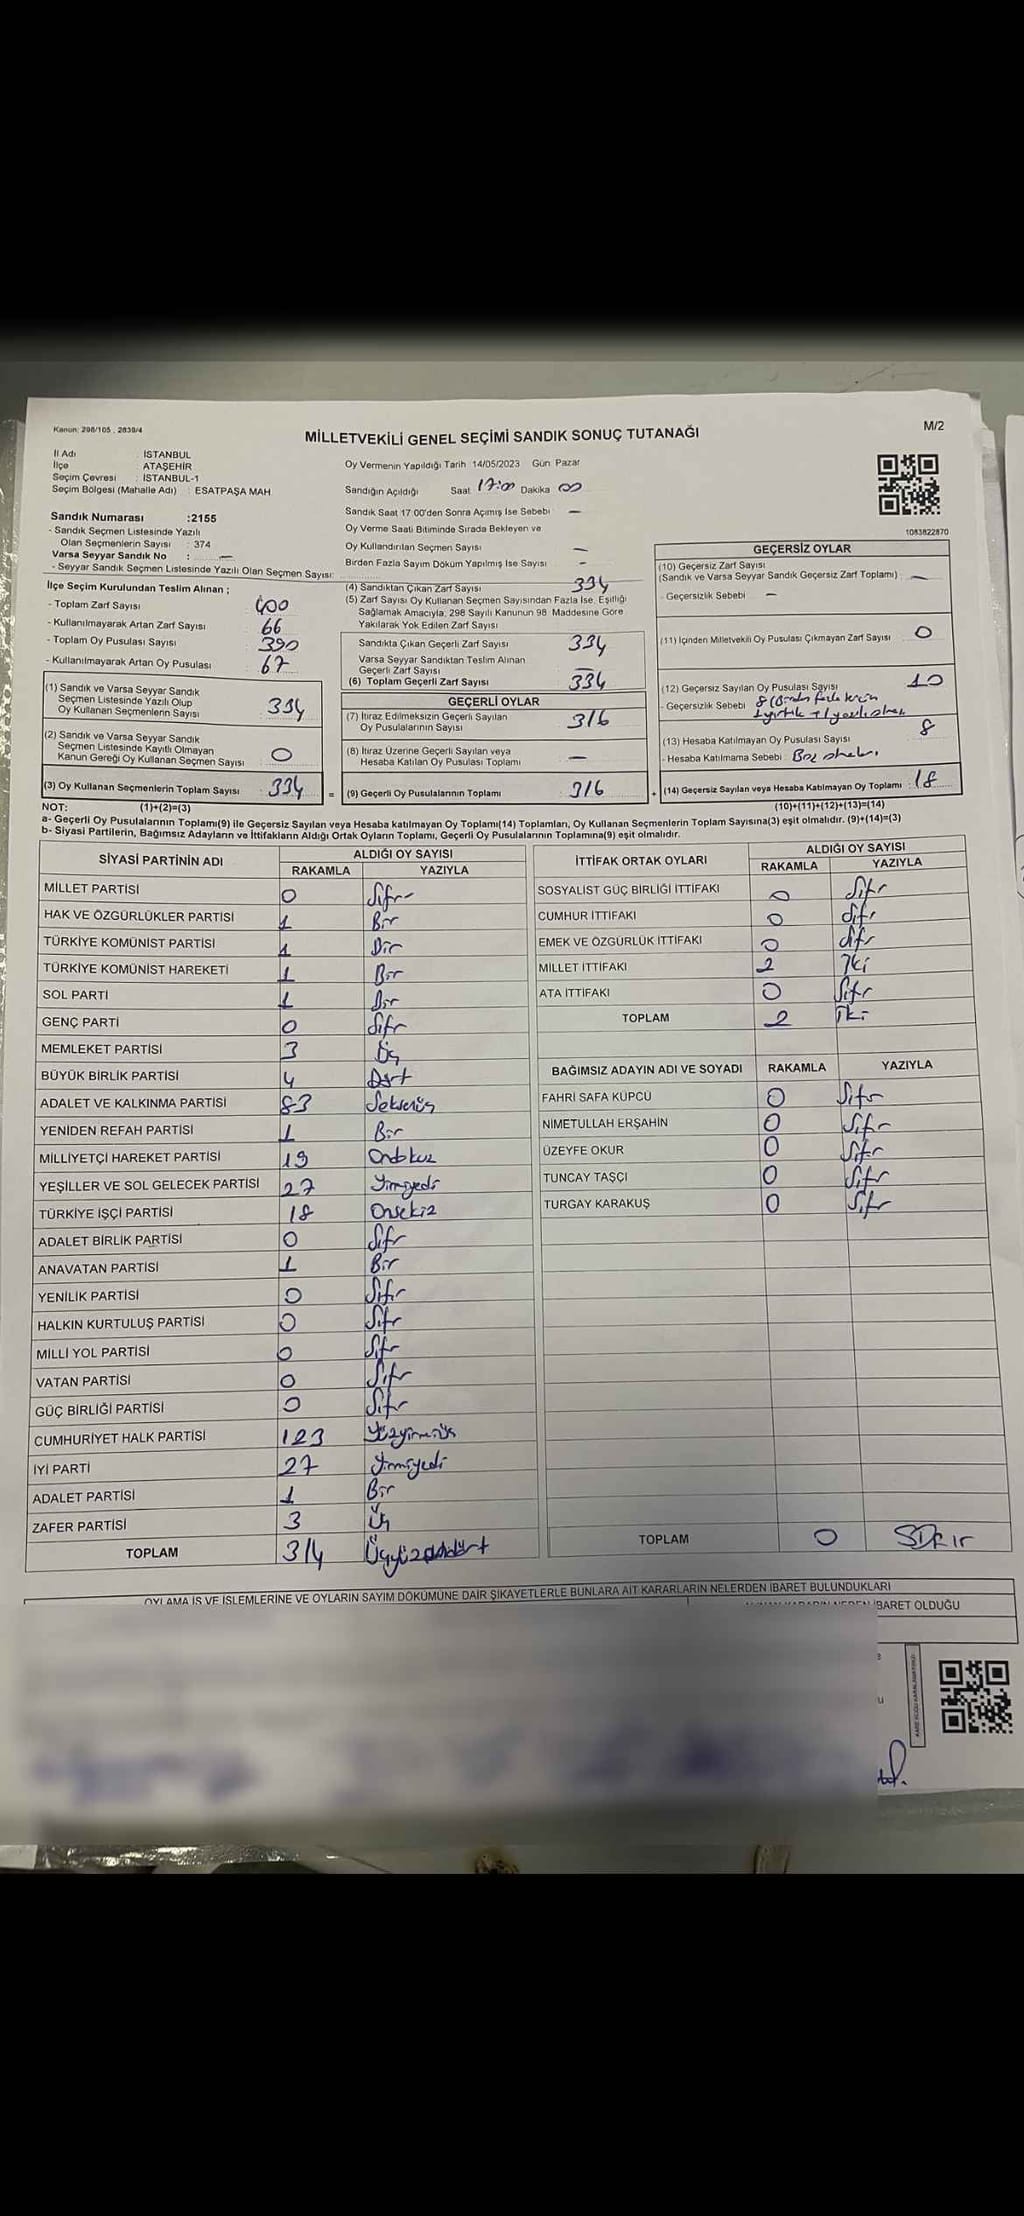 Kanun: 298/105 , 2839/4
MİLLETVEKİLİ GENEL SEÇİMİ SANDIK SONUÇ TUTANAĞI
M/2
İl Adı : İSTANBUL
İlçe : ATAŞEHİR
Seçim Çevresi : İSTANBUL-1
Seçim Bölgesi (Mahalle Adı) : ESATPAŞA MAH
Sandık Numarası :2155
- Sandık Seçmen Listesinde Yazılı
Olan Seçmenlerin Sayısı : 374
Varsa Seyyar Sandık No : —
- Seyyar Sandık Seçmen Listesinde Yazılı Olan Seçmen Sayısı:
Oy Vermenin Yapıldığı Tarih 14/05/2023 Gün Pazar
Sandığın Açıldığı Saat 17:00 Dakika 00
Sandık Saat 17.00'den Sonra Açımış İse Sebebi —
Oy Verme Saati Bitiminde Sırada Bekleyen ve
Oy Kullandırılan Seçmen Sayısı —
Birden Fazla Sayım Döküm Yapılmış İse Sayısı -
1083822870
İlçe Seçim Kurulundan Teslim Alınan ;
- Toplam Zarf Sayısı 400
- Kullanılmayarak Artan Zarf Sayısı 66
- Toplam Oy Pusulası Sayısı 390
- Kullanılmayarak Artan Oy Pusulası 67
(1) Sandık ve Varsa Seyyar Sandık
Seçmen Listesinde Yazılı Olup
Oy Kullanan Seçmenlerin Sayısı 334
(2) Sandık ve Varsa Seyyar Sandık
Seçmen Listesinde Kayıtlı Olmayan
Kanun Gereği Oy Kullanan Seçmen Sayısı 0
(3) Oy Kullanan Seçmenlerin Toplam Sayısı 334 =
(4) Sandıktan Çıkan Zarf Sayısı 334
(5) Zarf Sayısı Oy Kullanan Seçmen Sayısından Fazla İse, Eşitliği
Sağlamak Amacıyla, 298 Sayılı Kanunun 98. Maddesine Göre
Yakılarak Yok Edilen Zarf Sayısı
Sandıkta Çıkan Geçerli Zarf Sayısı 334
Varsa Seyyar Sandıktan Teslim Alınan
Geçerli Zarf Sayısı —
(6) Toplam Geçerli Zarf Sayısı 334
GEÇERLİ OYLAR
(7) İtiraz Edilmeksizin Geçerli Sayılan
Oy Pusulalarının Sayısı 316
(8) İtiraz Üzerine Geçerli Sayılan veya
Hesaba Katılan Oy Pusulası Toplamı —
(9) Geçerli Oy Pusulalarının Toplamı 316 +
GEÇERSİZ OYLAR
(10) Geçersiz Zarf Sayısı
(Sandık ve Varsa Seyyar Sandık Geçersiz Zarf Toplamı) —
- Geçersizlik Sebebi —
(11) İçinden Milletvekili Oy Pusulası Çıkmayan Zarf Sayısı 0
(12) Geçersiz Sayılan Oy Pusulası Sayısı 10
- Geçersizlik Sebebi 8
1 yırtık
(13) Hesaba Katılmayan Oy Pusulası Sayısı 8
- Hesaba Katılmama Sebebi Boş
(14) Geçersiz Sayılan veya Hesaba Katılmayan Oy Toplamı 18
NOT: (1)+(2)=(3)
(10)+(11)+(12)+(13)=(14)
a- Geçerli Oy Pusulaları Toplamı(9) ile Geçersiz Sayılan veya Hesaba katılmayan Oy Toplamı(14) Toplamları, Oy Kullanan Seçmenlerin Toplam Sayısına(3) eşit olmalıdır. (9)+(14)=(3)
b- Siyasi Partilerin, Bağımsız Adayların ve İttifakların Aldığı Ortak Oyların Toplamı, Geçerli Oy Pusulalarının Toplamına(9) eşit olmalıdır.
SİYASİ PARTİNİN ADI
ALDIĞI OY SAYISI
RAKAMLA YAZIYLA
MİLLET PARTİSİ 0 Sıfır
HAK VE ÖZGÜRLÜKLER PARTİSİ 1 Bir
TÜRKİYE KOMÜNİST PARTİSİ 1 Bir
TÜRKİYE KOMÜNİST HAREKETİ 1 Bir
SOL PARTİ 1 Bir
GENÇ PARTİ 0 Sıfır
MEMLEKET PARTİSİ 3 Üç
BÜYÜK BİRLİK PARTİSİ 4 Dört
ADALET VE KALKINMA PARTİSİ 83 Seksenüç
YENİDEN REFAH PARTİSİ 1 Bir
MİLLİYETÇİ HAREKET PARTİSİ 19 Ondokuz
YEŞİLLER VE SOL GELECEK PARTİSİ 27 Yirmiyedi
TÜRKİYE İŞÇİ PARTİSİ 18 Onsekiz
ADALET BİRLİK PARTİSİ 0 Sıfır
ANAVATAN PARTİSİ 1 Bir
YENİLİK PARTİSİ 0 Sıfır
HALKIN KURTULUŞ PARTİSİ 0 Sıfır
MİLLİ YOL PARTİSİ 0 Sıfır
VATAN PARTİSİ 0 Sıfır
GÜÇ BİRLİĞİ PARTİSİ 0 Sıfır
CUMHURİYET HALK PARTİSİ 123 Yüzyirmiüç
İYİ PARTİ 27 Yirmiyedi
ADALET PARTİSİ 1 Bir
ZAFER PARTİSİ 3 Üç
TOPLAM 314 Üçyüzondört
İTTİFAK ORTAK OYLARI
ALDIĞI OY SAYISI
RAKAMLA YAZIYLA
SOSYALİST GÜÇ BİRLİĞİ İTTİFAKI 0 Sıfır
CUMHUR İTTİFAKI 0 Sıfır
EMEK VE ÖZGÜRLÜK İTTİFAKI 0 Sıfır
MİLLET İTTİFAKI 2 İki
ATA İTTİFAKI 0 Sıfır
TOPLAM 2 İki
BAĞIMSIZ ADAYIN ADI VE SOYADI RAKAMLA YAZIYLA
FAHRİ SAFA KÜPCÜ 0 Sıfır
NİMETULLAH ERŞAHİN 0 Sıfır
ÜZEYFE OKUR 0 Sıfır
TUNCAY TAŞÇI 0 Sıfır
TURGAY KARAKUŞ 0 Sıfır
TOPLAM 0 SIFIR
OYLAMA İŞ VE İŞLEMLERİNE VE OYLARIN SAYIM DÖKÜMÜNE DAİR ŞİKAYETLERLE BUNLARA AİT KARARLARIN NELERDEN İBARET BULUNDUKLARI
İBARET OLDUĞU